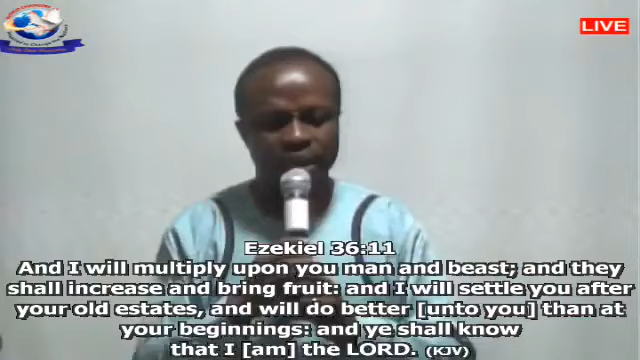 LIVE
Ezekiel 36:11
And I will multiply upon you man and beast; and they
shall increase and bring fruit: and I will settle you after
your old estates, and will do better [unto you] than at
your beginnings: and ye shall know
that I [am] the LORD. (KJV)